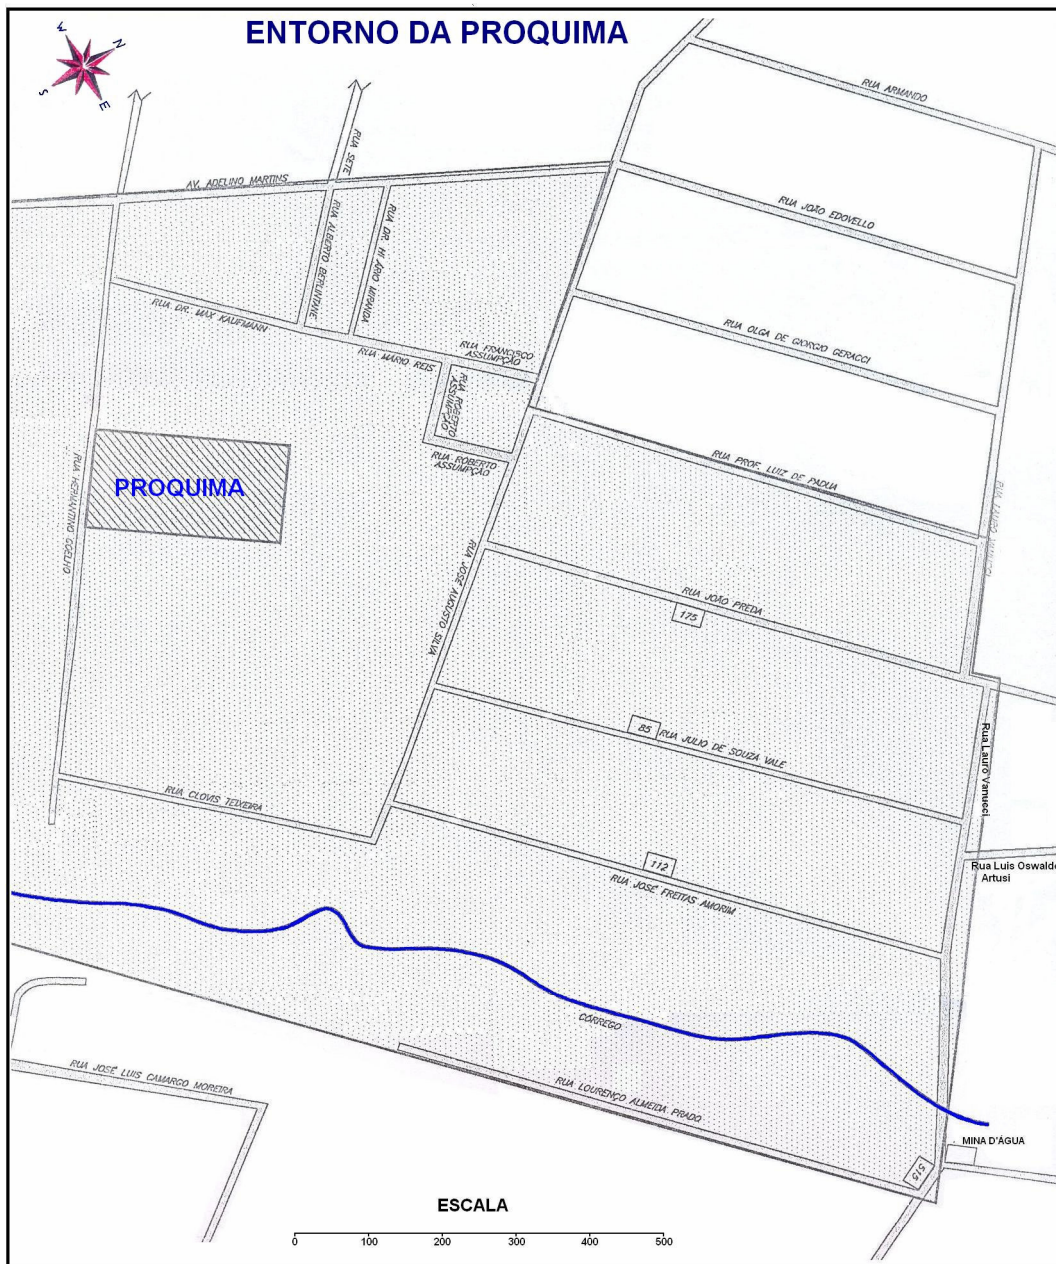 ENTORNO DA PROQUIMA
W
N
S
E
RUA ARMANDO
RUA SETE
AV. ADELINO MARTINS
RUA JOÃO EDOVELLO
RUA ALBERTO BERLINTANE
RUA DR. HILÁRIO MIRANDA
RUA DR. MAX KAUFMANN
RUA OLGA DE GIORGIO GERACCI
RUA MARIO REIS
RUA FRANCISCO
ASSUMPÇÃO
RUA ROBERTO
ASSUMPÇÃO
RUA ROBERTO
ASSUMPÇÃO
RUA PROF. LUIZ DE PADUA
RUA HERMANTINO COELHO
PROQUIMA
RUA JOSÉ AUGUSTO SILVA
RUA JOÃO PREDA
175
85
RUA JULIO DE SOUZA VALE
Rua Lauro Vanucci
RUA CLOVIS TEIXEIRA
112
RUA JOSÉ FREITAS AMORIM
Rua Luis Oswaldo
Artusi
CÓRREGO
RUA JOSÉ LUIS CAMARGO MOREIRA
RUA LOURENÇO ALMEIDA PRADO
MINA D'ÁGUA
515
ESCALA
0 100 200 300 400 500